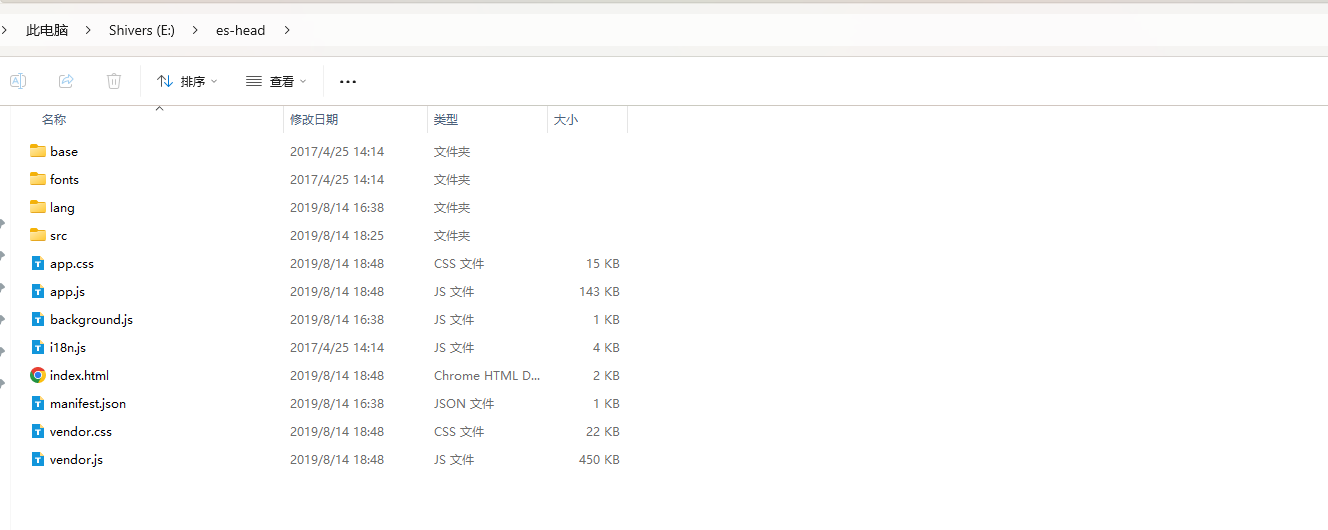 此电脑 Shivers (E:) es-head
排序 查看
名称 修改日期 类型 大小
base 2017/4/25 14:14 文件夹
fonts 2017/4/25 14:14 文件夹
lang 2019/8/14 16:38 文件夹
src 2019/8/14 18:25 文件夹
app.css 2019/8/14 18:48 CSS 文件 15 KB
app.js 2019/8/14 18:48 JS 文件 143 KB
background.js 2019/8/14 16:38 JS 文件 1 KB
i18n.js 2017/4/25 14:14 JS 文件 4 KB
index.html 2019/8/14 18:48 Chrome HTML D... 2 KB
manifest.json 2019/8/14 16:38 JSON 文件 1 KB
vendor.css 2019/8/14 18:48 CSS 文件 22 KB
vendor.js 2019/8/14 18:48 JS 文件 450 KB